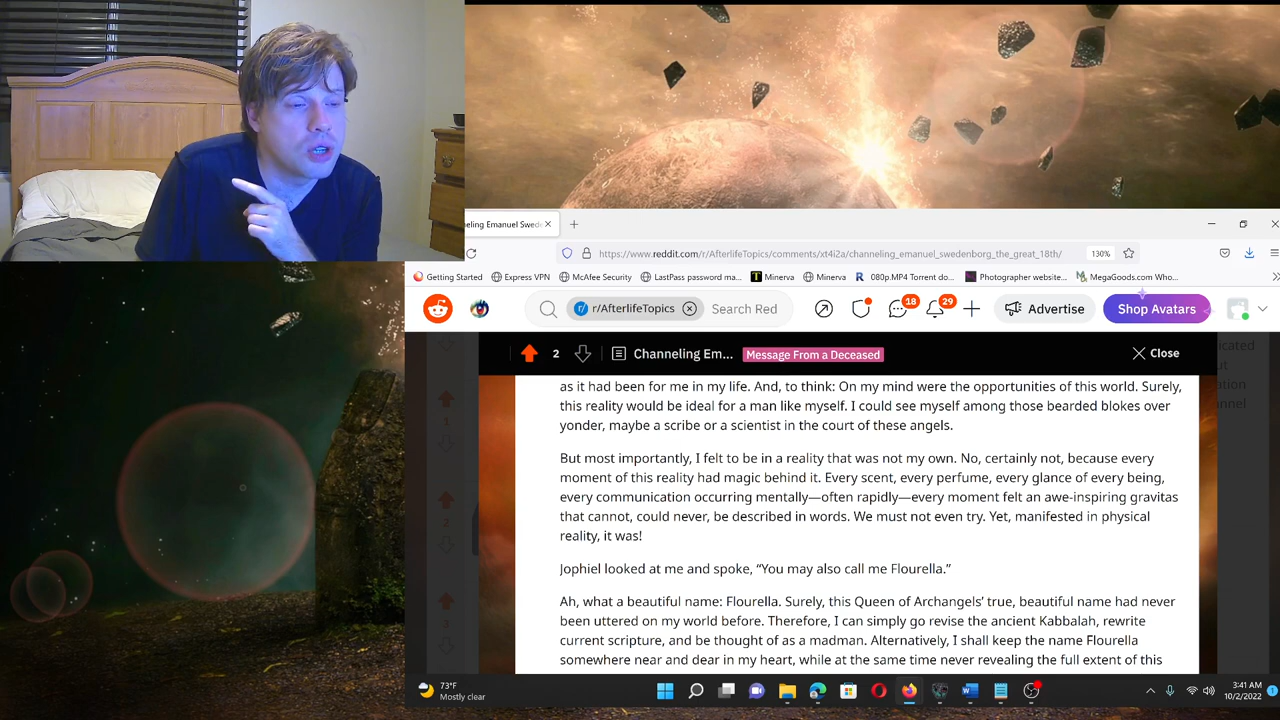 neling Emanuel Swed
https://www.reddit.com/r/AfterlifeTopics/comments/xt4i2a/channeling_emanuel_swedenborg_the_great_18th/
130%
Getting Started
Express VPN
McAfee Security
LastPass password ma...
Minerva
Minerva
080p.MP4 Torrent do...
Photographer website...
MegaGoods.com Who...
r/AfterlifeTopics
Search Red
18
29
Advertise
Shop Avatars
2
Channeling Em...
Message From a Deceased
Close
as it had been for me in my life. And, to think: On my mind were the opportunities of this world. Surely,
this reality would be ideal for a man like myself. I could see myself among those bearded blokes over
yonder, maybe a scribe or a scientist in the court of these angels.
But most importantly, I felt to be in a reality that was not my own. No, certainly not, because every
moment of this reality had magic behind it. Every scent, every perfume, every glance of every being,
every communication occurring mentally—often rapidly—every moment felt an awe-inspiring gravitas
that cannot, could never, be described in words. We must not even try. Yet, manifested in physical
reality, it was!
Jophiel looked at me and spoke, “You may also call me Flourella.”
Ah, what a beautiful name: Flourella. Surely, this Queen of Archangels’ true, beautiful name had never
been uttered on my world before. Therefore, I can simply go revise the ancient Kabbalah, rewrite
current scripture, and be thought of as a madman. Alternatively, I shall keep the name Flourella
somewhere near and dear in my heart, while at the same time never revealing the full extent of this
73°F
Mostly clear
3:41 AM
10/2/2022